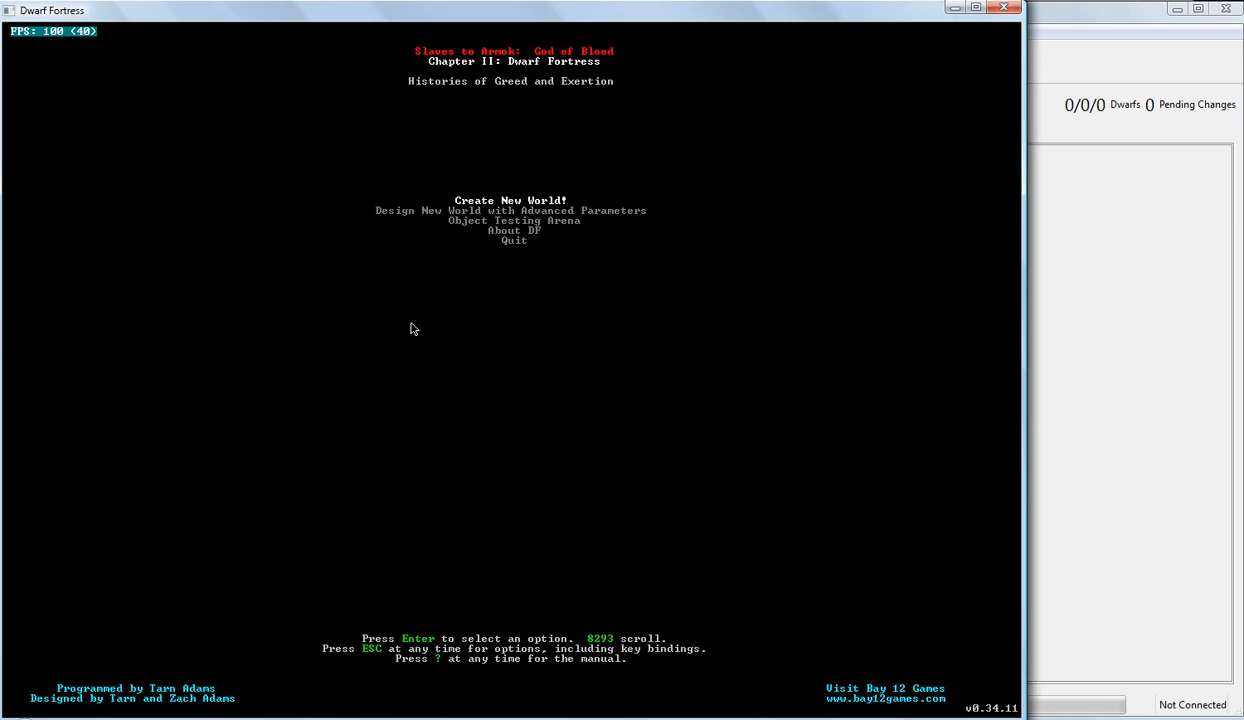 Dwarf Fortress
FPS: 100 (40)
Slaves to Armok: God of Blood
Chapter II: Dwarf Fortress
Histories of Greed and Exertion
0/0/0 Dwarfs 0 Pending Changes
Create New World!
Design New World with Advanced Parameters
Object Testing Arena
About DF
Quit
Press Enter to select an option. 8293 scroll.
Press ESC at any time for options, including key bindings.
Press ? at any time for the manual.
Programmed by Tarn Adams
Designed by Tarn and Zach Adams
Visit Bay 12 Games
www.bay12games.com
v0.34.11
Not Connected